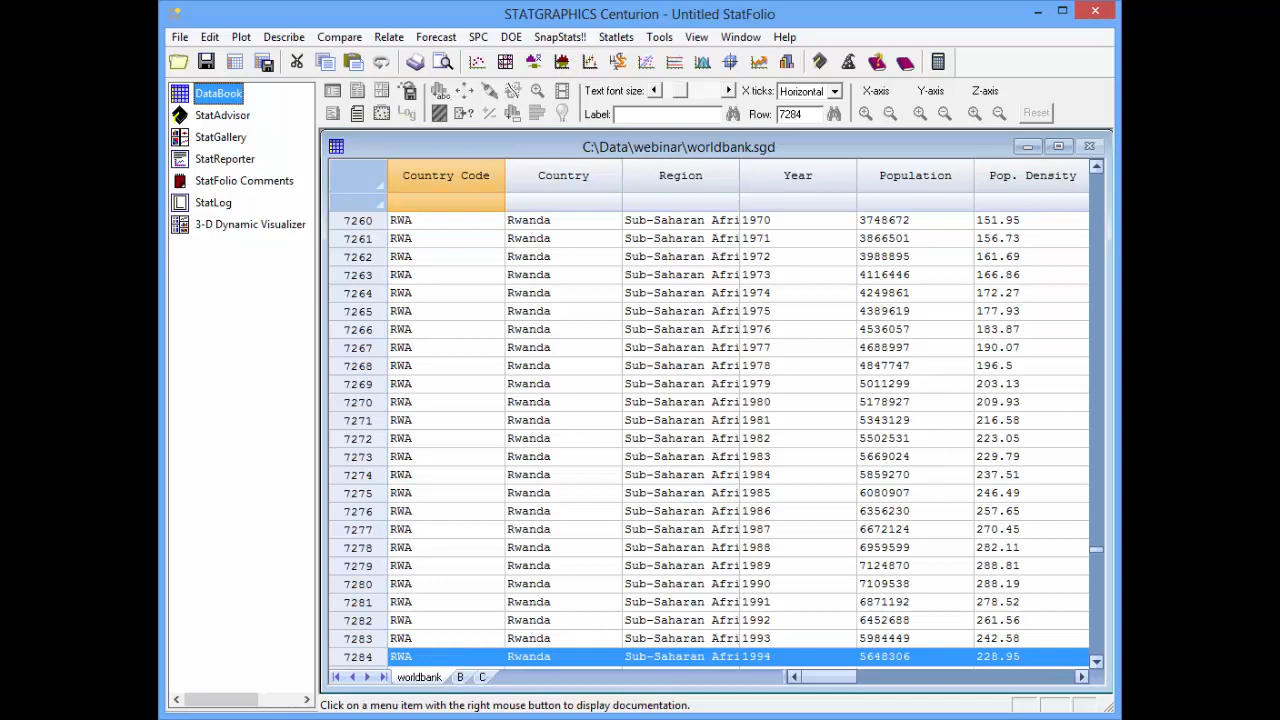 STATGRAPHICS Centurion - Untitled StatFolio
File Edit Plot Describe Compare Relate Forecast SPC DOE SnapStats!! Statlets Tools View Window Help
Text font size: X ticks: Horizontal X-axis Y-axis Z-axis
Label: Row: 7284 Reset
DataBook
StatAdvisor
StatGallery
StatReporter
StatFolio Comments
StatLog
3-D Dynamic Visualizer
C:\Data\webinar\worldbank.sgd
Country Code Country Region Year Population Pop. Density
7260 RWA Rwanda Sub-Saharan Afri 1970 3748672 151.95
7261 RWA Rwanda Sub-Saharan Afri 1971 3866501 156.73
7262 RWA Rwanda Sub-Saharan Afri 1972 3988895 161.69
7263 RWA Rwanda Sub-Saharan Afri 1973 4116446 166.86
7264 RWA Rwanda Sub-Saharan Afri 1974 4249861 172.27
7265 RWA Rwanda Sub-Saharan Afri 1975 4389619 177.93
7266 RWA Rwanda Sub-Saharan Afri 1976 4536057 183.87
7267 RWA Rwanda Sub-Saharan Afri 1977 4688997 190.07
7268 RWA Rwanda Sub-Saharan Afri 1978 4847747 196.5
7269 RWA Rwanda Sub-Saharan Afri 1979 5011299 203.13
7270 RWA Rwanda Sub-Saharan Afri 1980 5178927 209.93
7271 RWA Rwanda Sub-Saharan Afri 1981 5343129 216.58
7272 RWA Rwanda Sub-Saharan Afri 1982 5502531 223.05
7273 RWA Rwanda Sub-Saharan Afri 1983 5669024 229.79
7274 RWA Rwanda Sub-Saharan Afri 1984 5859270 237.51
7275 RWA Rwanda Sub-Saharan Afri 1985 6080907 246.49
7276 RWA Rwanda Sub-Saharan Afri 1986 6356230 257.65
7277 RWA Rwanda Sub-Saharan Afri 1987 6672124 270.45
7278 RWA Rwanda Sub-Saharan Afri 1988 6959599 282.11
7279 RWA Rwanda Sub-Saharan Afri 1989 7124870 288.81
7280 RWA Rwanda Sub-Saharan Afri 1990 7109538 288.19
7281 RWA Rwanda Sub-Saharan Afri 1991 6871192 278.52
7282 RWA Rwanda Sub-Saharan Afri 1992 6452688 261.56
7283 RWA Rwanda Sub-Saharan Afri 1993 5984449 242.58
7284 RWA Rwanda Sub-Saharan Afri 1994 5648306 228.95
worldbank B C
Click on a menu item with the right mouse button to display documentation.